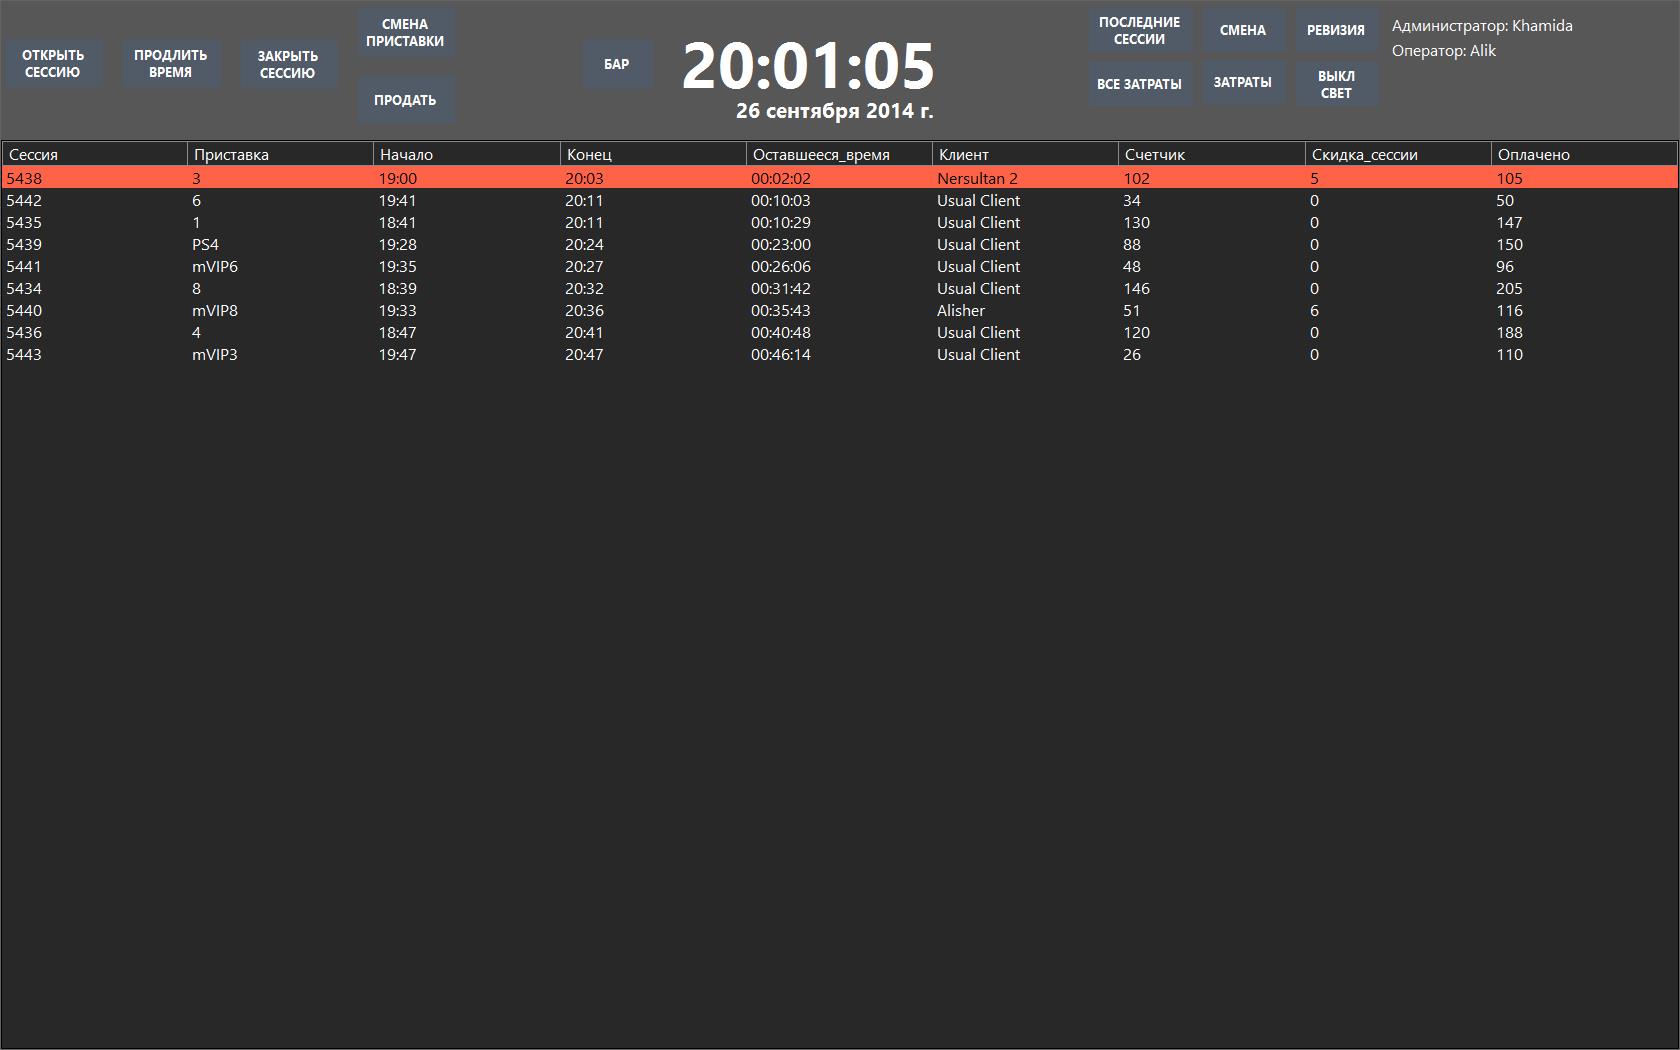 ОТКРЫТЬ
СЕССИЮ
ПРОДЛИТЬ
ВРЕМЯ
ЗАКРЫТЬ
СЕССИЮ
СМЕНА
ПРИСТАВКИ
ПРОДАТЬ
БАР
20:01:05
26 сентября 2014 г.
ПОСЛЕДНИЕ
СЕССИИ
СМЕНА
РЕВИЗИЯ
ВСЕ ЗАТРАТЫ
ЗАТРАТЫ
ВЫКЛ
СВЕТ
Администратор: Khamida
Оператор: Alik
Сессия Приставка Начало Конец Оставшееся_время Клиент Счетчик Скидка_сессии Оплачено
5438 3 19:00 20:03 00:02:02 Nersultan 2 102 5 105
5442 6 19:41 20:11 00:10:03 Usual Client 34 0 50
5435 1 18:41 20:11 00:10:29 Usual Client 130 0 147
5439 PS4 19:28 20:24 00:23:00 Usual Client 88 0 150
5441 mVIP6 19:35 20:27 00:26:06 Usual Client 48 0 96
5434 8 18:39 20:32 00:31:42 Usual Client 146 0 205
5440 mVIP8 19:33 20:36 00:35:43 Alisher 51 6 116
5436 4 18:47 20:41 00:40:48 Usual Client 120 0 188
5443 mVIP3 19:47 20:47 00:46:14 Usual Client 26 0 110